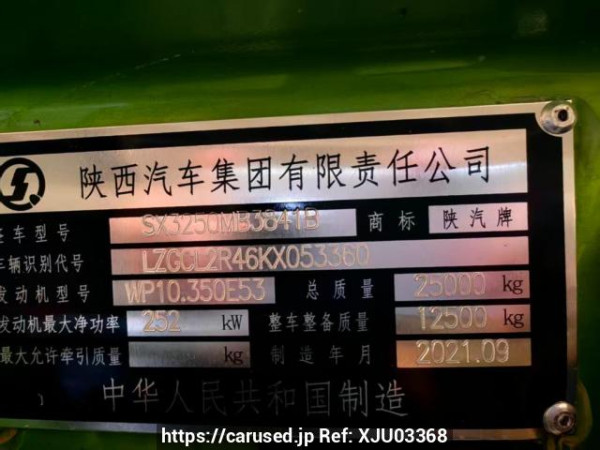 陕西汽车集团有限责任公司
整车型号 SX3250MB3841B 商标 陕汽牌
车辆识别代号 LZGCL2R46KX053360
发动机型号 WP10.350E53 总质量 25000 kg
发动机最大净功率 252 kW 整车整备质量 12500 kg
最大允许牵引质量 kg 制造年月 2021.09
中华人民共和国制造
https://carused.jp Ref: XJU03368